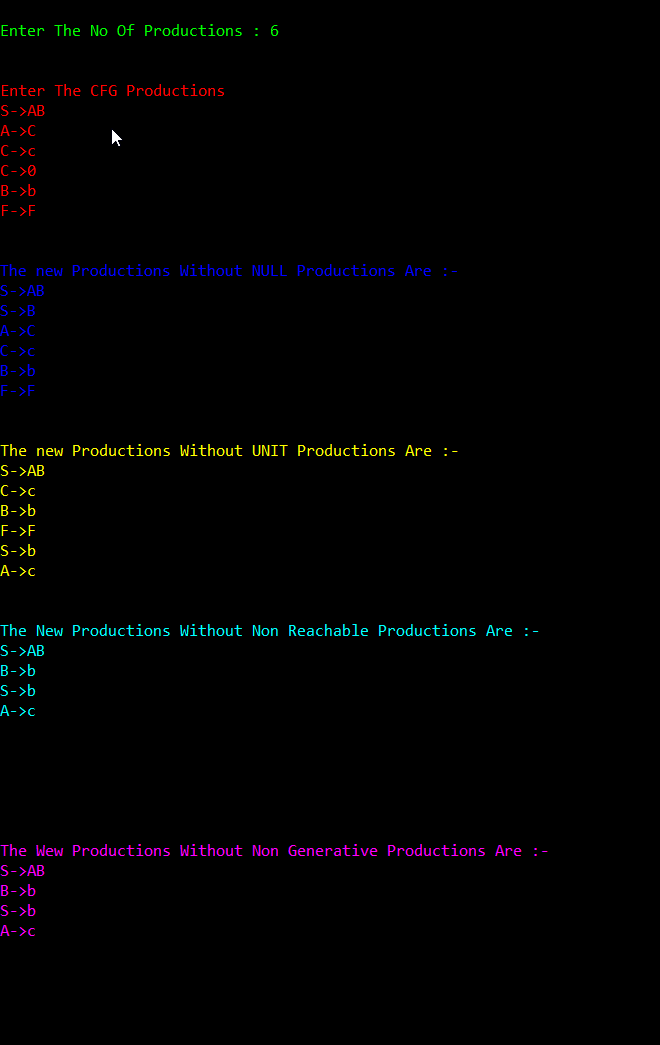 Enter The No Of Productions : 6
Enter The CFG Productions
S->AB
A->C
C->c
C->0
B->b
F->F
The new Productions Without NULL Productions Are :-
S->AB
S->B
A->C
C->c
B->b
F->F
The new Productions Without UNIT Productions Are :-
S->AB
C->c
B->b
F->F
S->b
A->c
The New Productions Without Non Reachable Productions Are :-
S->AB
B->b
S->b
A->c
The Wew Productions Without Non Generative Productions Are :-
S->AB
B->b
S->b
A->c